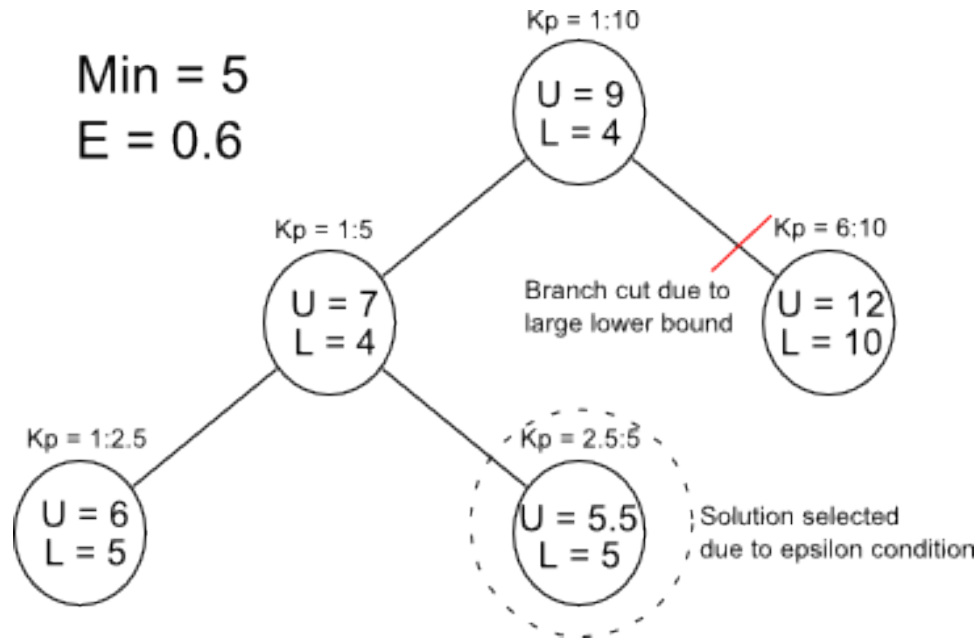 Min = 5
E = 0.6
Kp = 1:10
U = 9
L = 4
Kp = 1:5
U = 7
L = 4
Kp = 6:10
U = 12
L = 10
Branch cut due to
large lower bound
Kp = 1:2.5
U = 6
L = 5
Kp = 2.5:5
U = 5.5
L = 5
Solution selected
due to epsilon condition